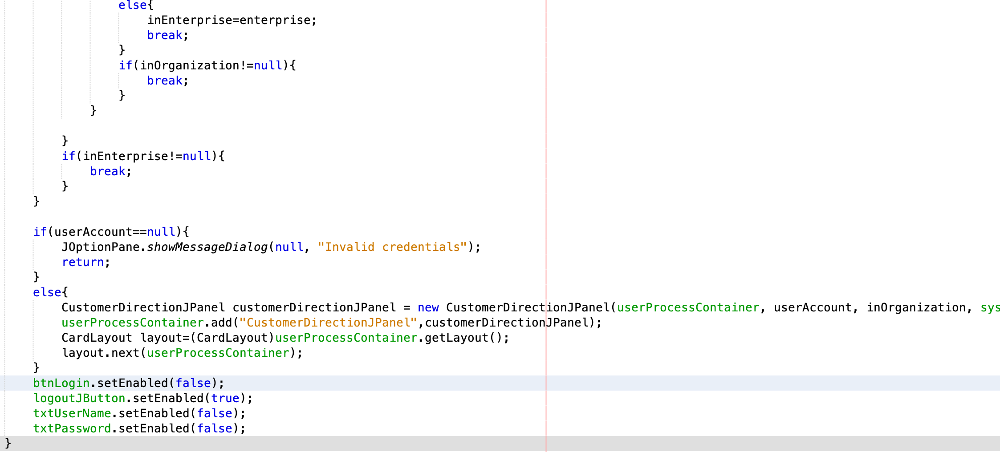 else{
inEnterprise=enterprise;
break;
}
if(inOrganization!=null){
break;
}
}
}
if(inEnterprise!=null){
break;
}
}
if(userAccount==null){
JOptionPane.showMessageDialog(null, "Invalid credentials");
return;
}
else{
CustomerDirectionJPanel customerDirectionJPanel = new CustomerDirectionJPanel(userProcessContainer, userAccount, inOrganization, sys
userProcessContainer.add("CustomerDirectionJPanel",customerDirectionJPanel);
CardLayout layout=(CardLayout)userProcessContainer.getLayout();
layout.next(userProcessContainer);
}
btnLogin.setEnabled(false);
logoutJButton.setEnabled(true);
txtUserName.setEnabled(false);
txtPassword.setEnabled(false);
}